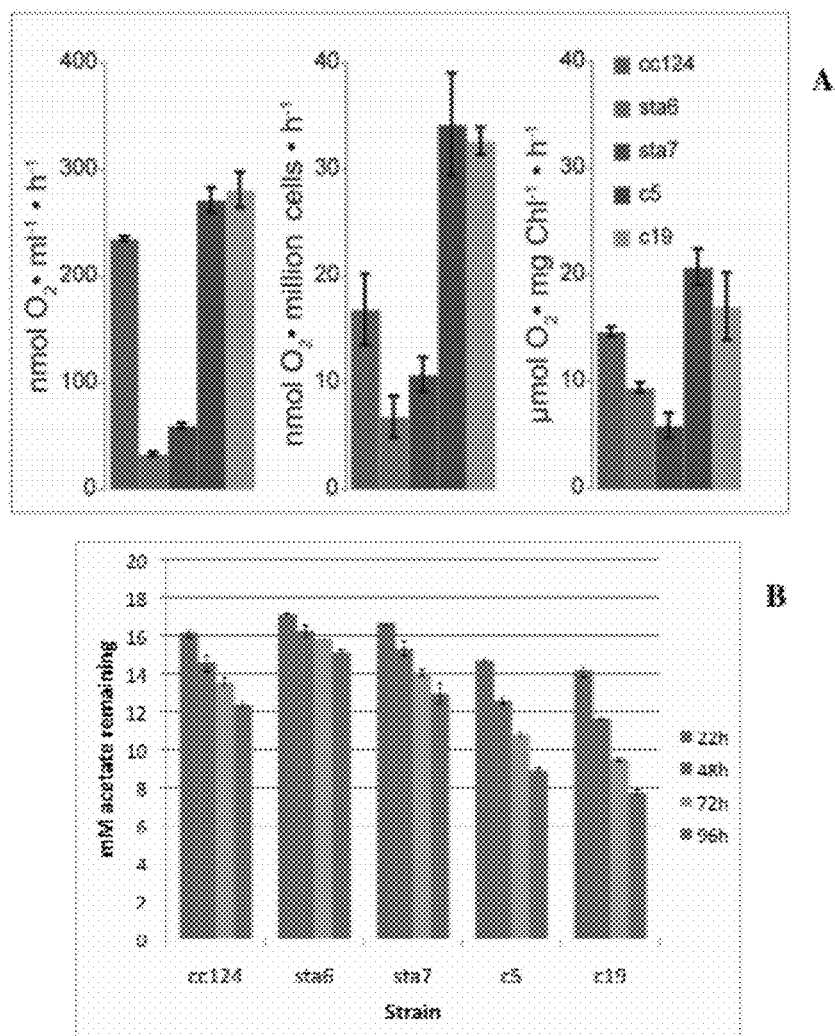 A
nmol O₂ • ml⁻¹ • h⁻¹
400
300
200
100
0
nmol O₂ • million cells • h⁻¹
40
30
20
10
0
µmol O₂ • mg Chl⁻¹ • h⁻¹
40
30
20
10
0
cc124
sta6
sta7
c5
c19
B
mM acetate remaining
20
18
16
14
12
10
8
6
4
2
0
cc124
sta6
sta7
c5
c19
Strain
22h
48h
72h
96h